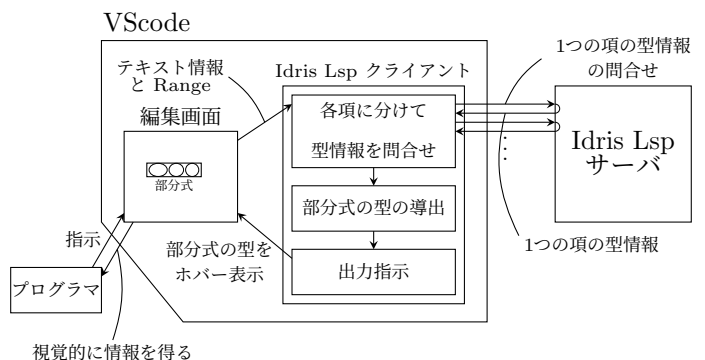 VScode
テキスト情報
と Range
Idris Lsp クライアント
1つの項の型情報
の問合せ
編集画面
各項に分けて
型情報を問合せ
Idris Lsp
サーバ
部分式
部分式の型の導出
指示
部分式の型を
ホバー表示
出力指示
1つの項の型情報
プログラマ
視覚的に情報を得る